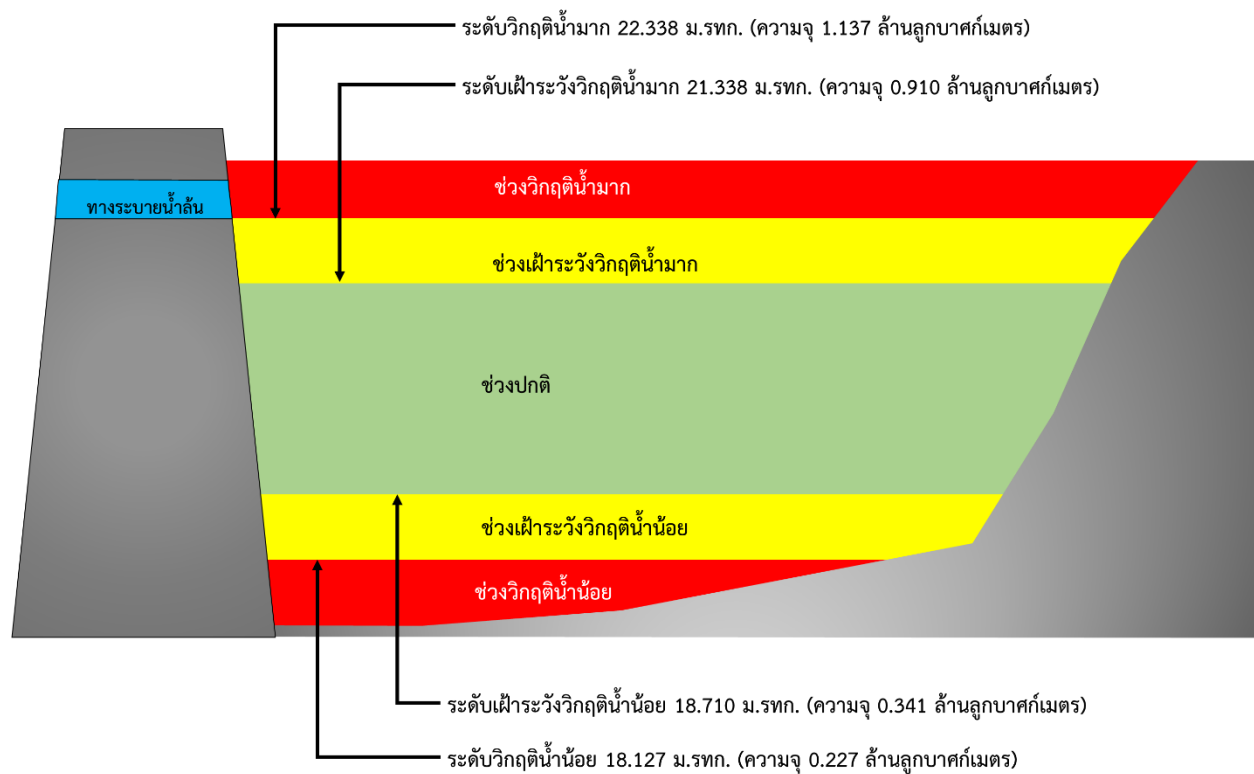 ระดับวิกฤติน้ำมาก 22.338 ม.รทก. (ความจุ 1.137 ล้านลูกบาศก์เมตร)
ระดับเฝ้าระวังวิกฤติน้ำมาก 21.338 ม.รทก. (ความจุ 0.910 ล้านลูกบาศก์เมตร)
ช่วงวิกฤติน้ำมาก
ทางระบายน้ำล้น
ช่วงเฝ้าระวังวิกฤติน้ำมาก
ช่วงปกติ
ช่วงเฝ้าระวังวิกฤติน้ำน้อย
ช่วงวิกฤติน้ำน้อย
ระดับเฝ้าระวังวิกฤติน้ำน้อย 18.710 ม.รทก. (ความจุ 0.341 ล้านลูกบาศก์เมตร)
ระดับวิกฤติน้ำน้อย 18.127 ม.รทก. (ความจุ 0.227 ล้านลูกบาศก์เมตร)